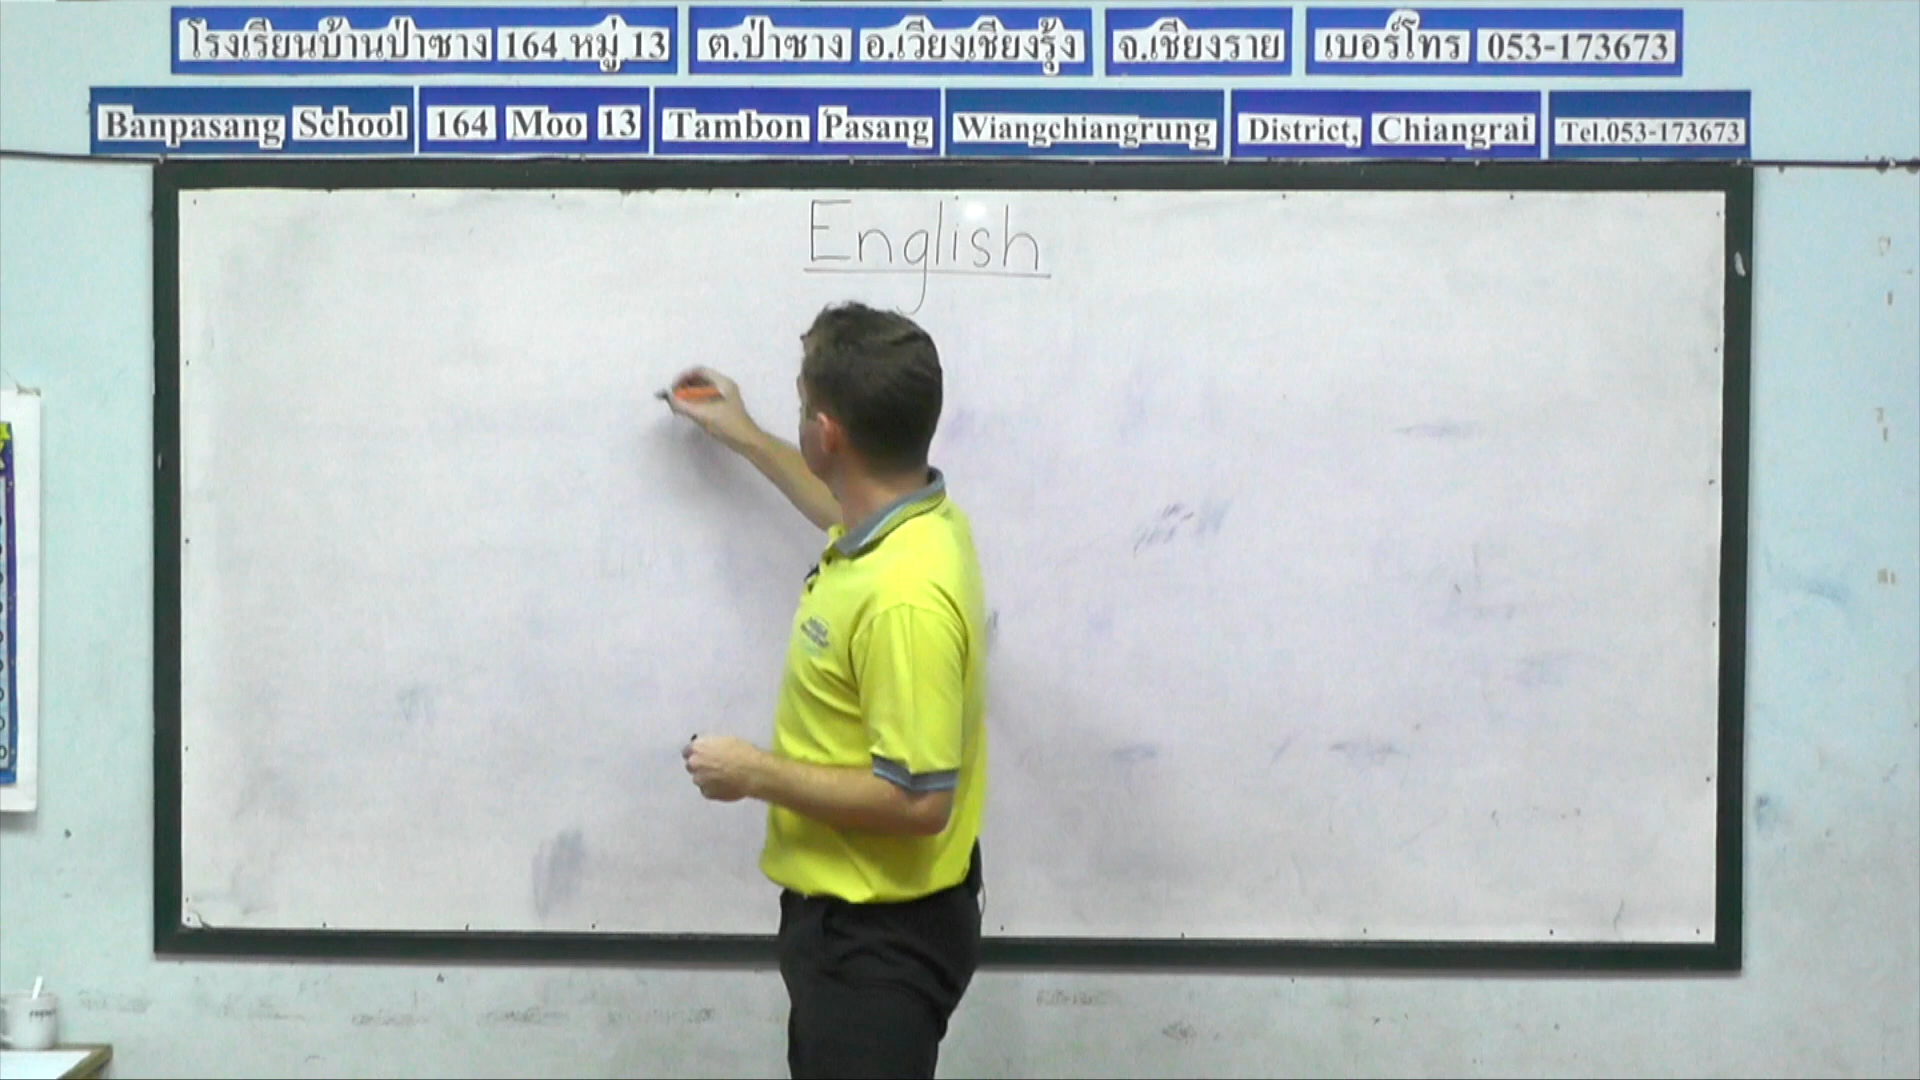 โรงเรียนบ้านป่าซาง 164 หมู่ 13 ต.ป่าซาง อ.เวียงเชียงรุ้ง จ.เชียงราย เบอร์โทร 053-173673
Banpasang School 164 Moo 13 Tambon Pasang Wiangchiangrung District, Chiangrai Tel.053-173673
English